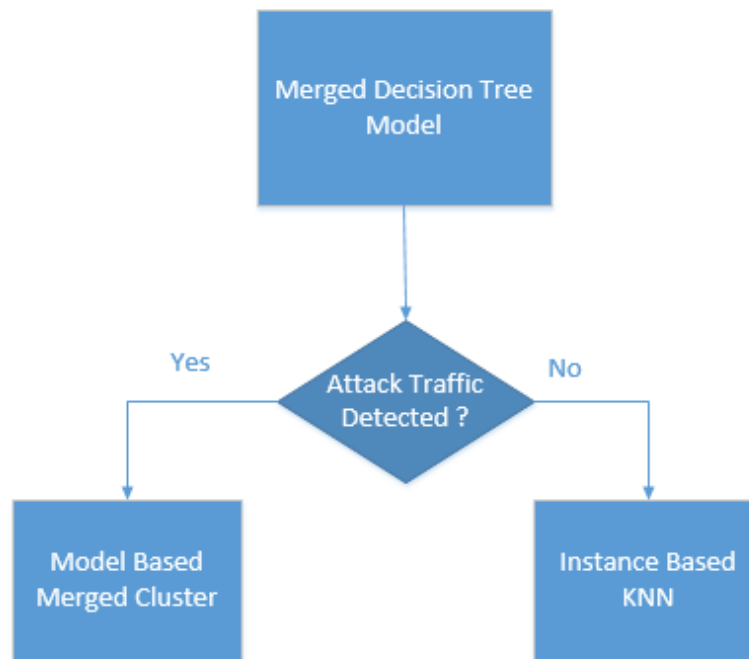 Merged Decision Tree
Model
Yes
No
Attack Traffic
Detected ?
Model Based
Merged Cluster
Instance Based
KNN